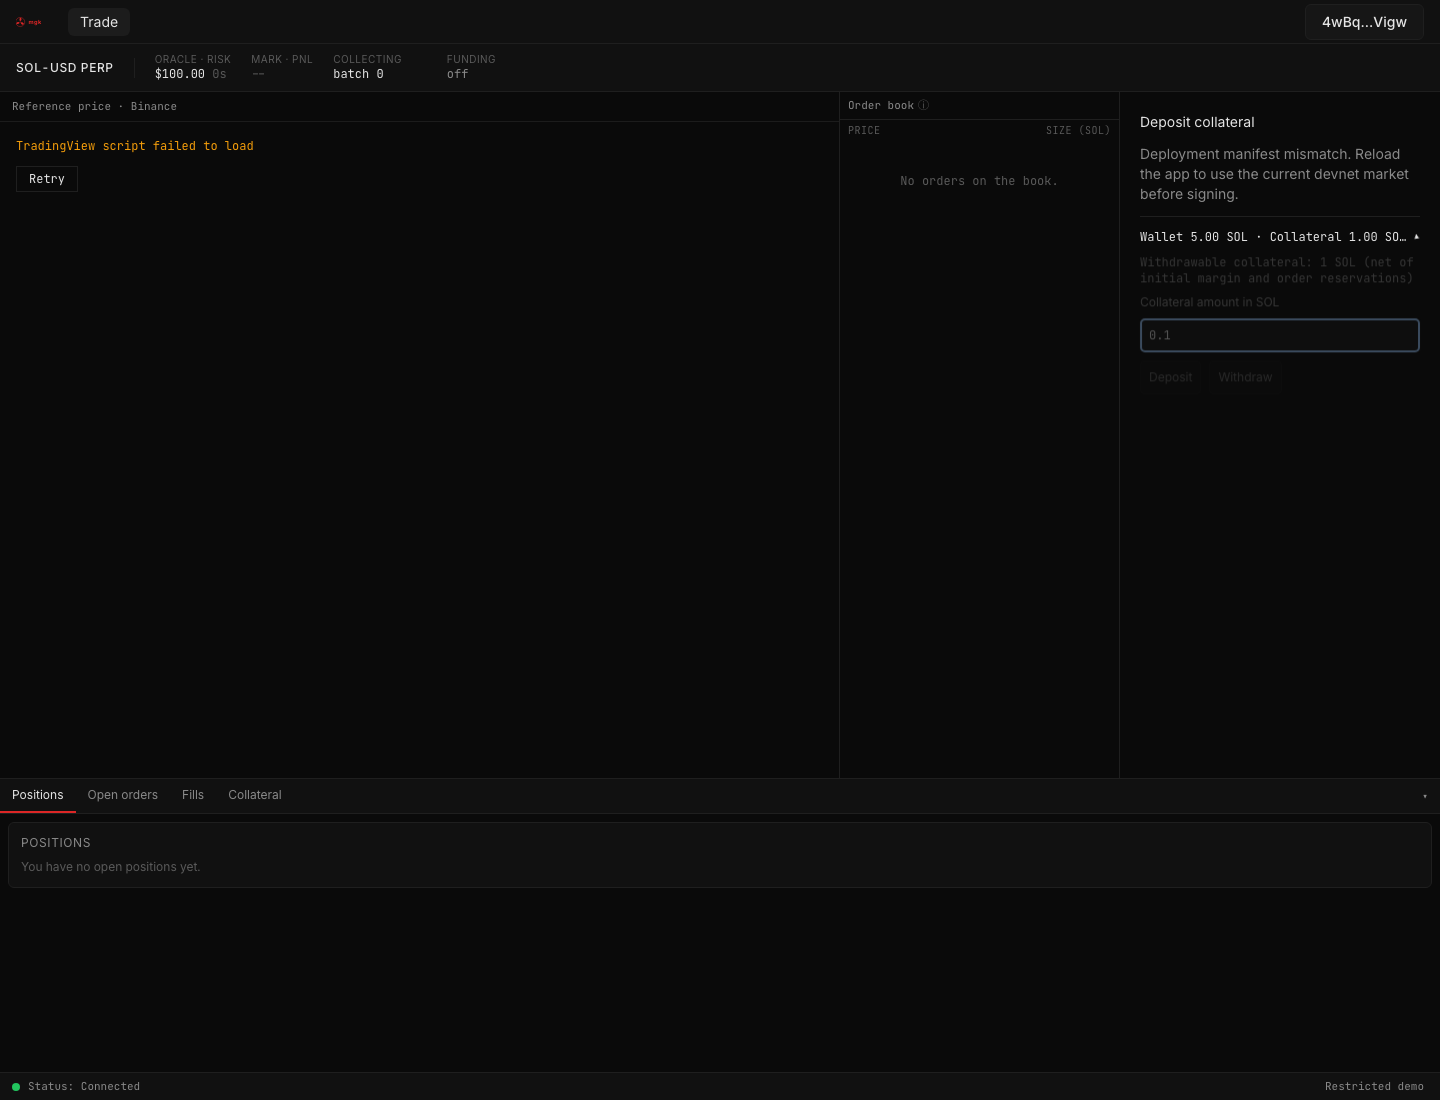 Trade
4wBq...Vigw
SOL-USD PERP
ORACLE · RISK
$100.00 0s
MARK · PNL
--
COLLECTING
batch 0
FUNDING
off
Reference price · Binance
TradingView script failed to load
Retry
Order book ⓘ
PRICE
SIZE (SOL)
No orders on the book.
Deposit collateral
Deployment manifest mismatch. Reload
the app to use the current devnet market
before signing.
Wallet 5.00 SOL · Collateral 1.00 SO…
Withdrawable collateral: 1 SOL (net of
initial margin and order reservations)
Collateral amount in SOL
0.1
Deposit
Withdraw
Positions
Open orders
Fills
Collateral
POSITIONS
You have no open positions yet.
Status: Connected
Restricted demo